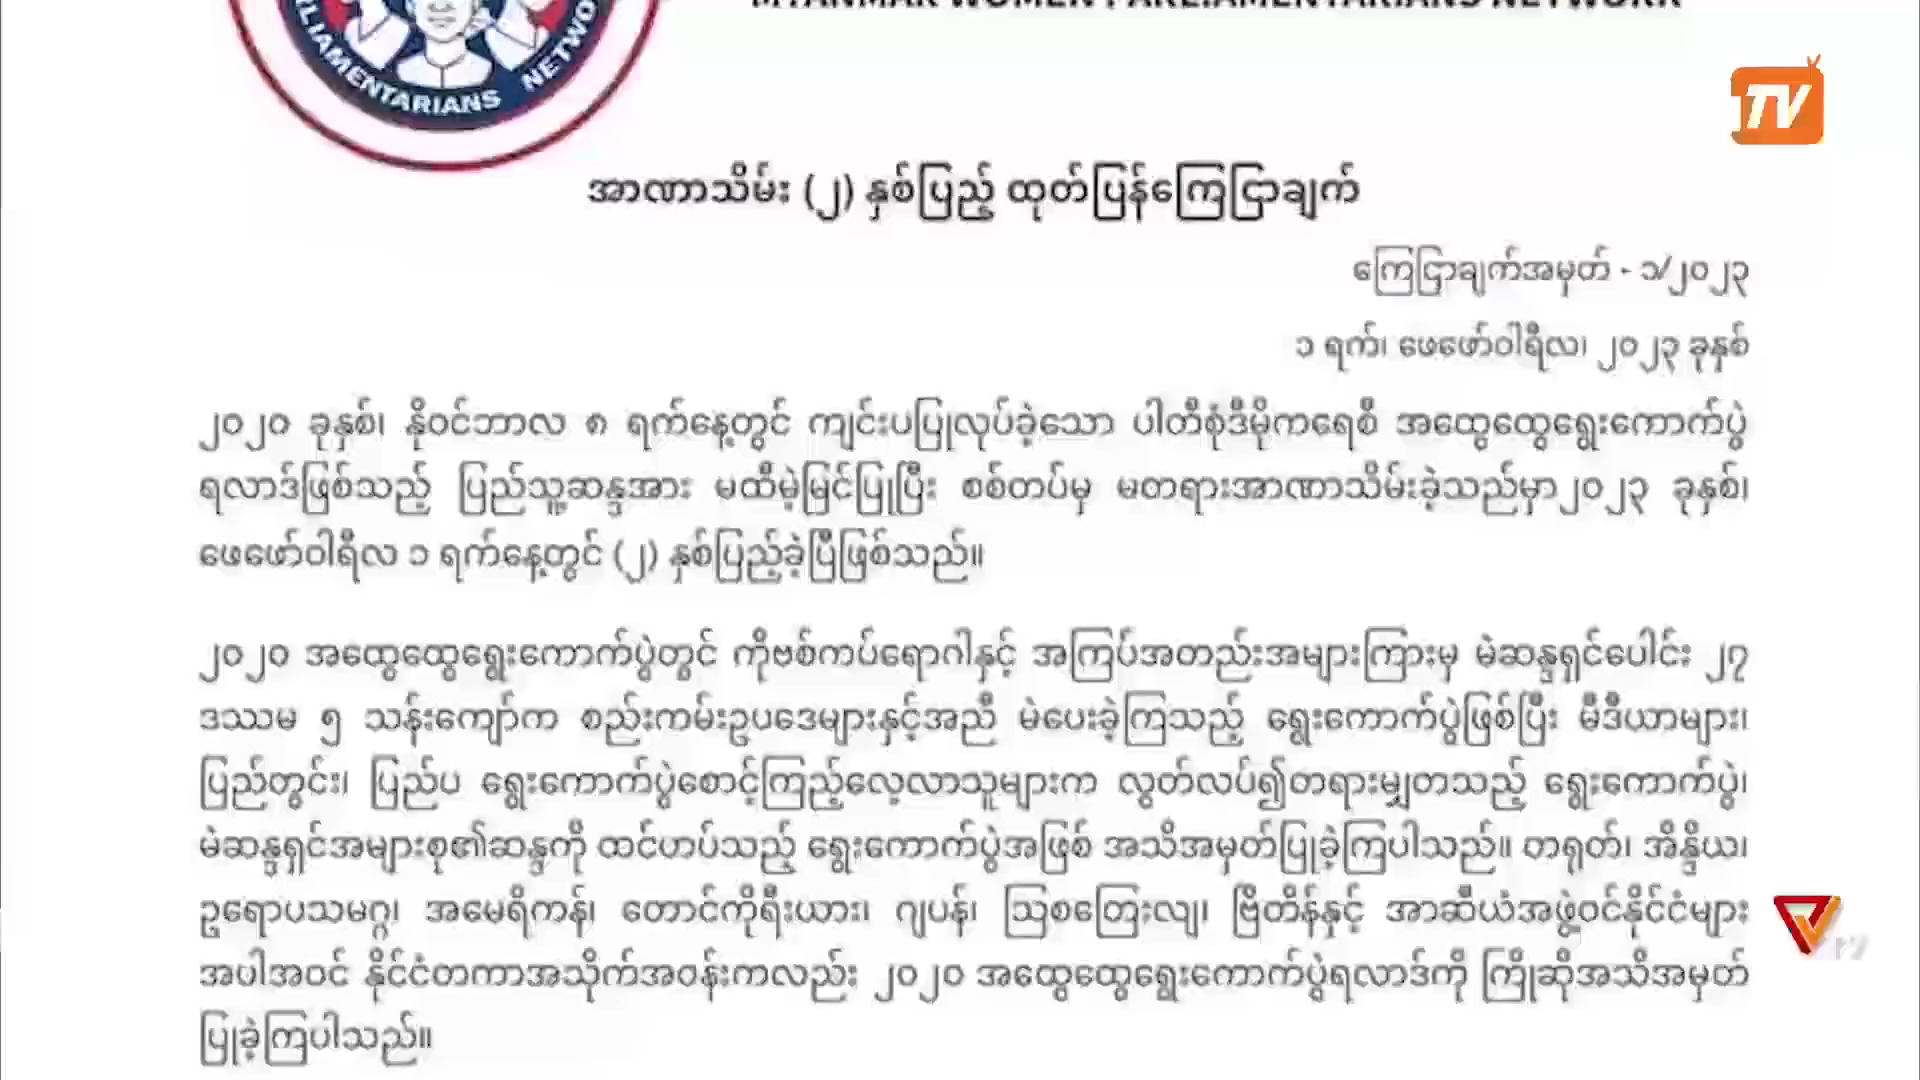 MYANMAR WOMEN PARLIAMENTARIANS NETWORK
PARLIAMENTARIANS NETWO
TV
အာဏာသိမ်း (၂) နှစ်ပြည့် ထုတ်ပြန်ကြေငြာချက်
ကြေငြာချက်အမှတ် - ၁/၂၀၂၃
၁ ရက်၊ ဖေဖော်ဝါရီလ၊ ၂၀၂၃ ခုနှစ်
၂၀၂၀ ခုနှစ်၊ နိုဝင်ဘာလ ၈ ရက်နေ့တွင် ကျင်းပပြုလုပ်ခဲ့သော ပါတီစုံဒီမိုကရေစီ အထွေထွေရွေးကောက်ပွဲ
ရလာဒ်ဖြစ်သည့် ပြည်သူ့ဆန္ဒအား မထီမဲ့မြင်ပြုပြီး စစ်တပ်မှ မတရားအာဏာသိမ်းခဲ့သည်မှာ၂၀၂၃ ခုနှစ်၊
ဖေဖော်ဝါရီလ ၁ ရက်နေ့တွင် (၂) နှစ်ပြည့်ခဲ့ပြီဖြစ်သည်။
၂၀၂၀ အထွေထွေရွေးကောက်ပွဲတွင် ကိုဗစ်ကပ်ရောဂါနှင့် အကြပ်အတည်းအများကြားမှ မဲဆန္ဒရှင်ပေါင်း ၂၇
ဒဿမ ၅ သန်းကျော်က စည်းကမ်းဥပဒေများနှင့်အညီ မဲပေးခဲ့ကြသည့် ရွေးကောက်ပွဲဖြစ်ပြီး မီဒီယာများ၊
ပြည်တွင်း၊ ပြည်ပ ရွေးကောက်ပွဲစောင့်ကြည့်လေ့လာသူများက လွတ်လပ်၍တရားမျှတသည့် ရွေးကောက်ပွဲ၊
မဲဆန္ဒရှင်အများစု၏ဆန္ဒကို ထင်ဟပ်သည့် ရွေးကောက်ပွဲအဖြစ် အသိအမှတ်ပြုခဲ့ကြပါသည်။ တရုတ်၊ အိန္ဒိယ၊
ဥရောပသမဂ္ဂ၊ အမေရိကန်၊ တောင်ကိုရီးယား၊ ဂျပန်၊ ဩစတြေးလျ၊ ဗြိတိန်နှင့် အာဆီယံအဖွဲ့ဝင်နိုင်ငံများ
အပါအဝင် နိုင်ငံတကာအသိုက်အဝန်းကလည်း ၂၀၂၀ အထွေထွေရွေးကောက်ပွဲရလာဒ်ကို ကြိုဆိုအသိအမှတ်
ပြုခဲ့ကြပါသည်။
TV